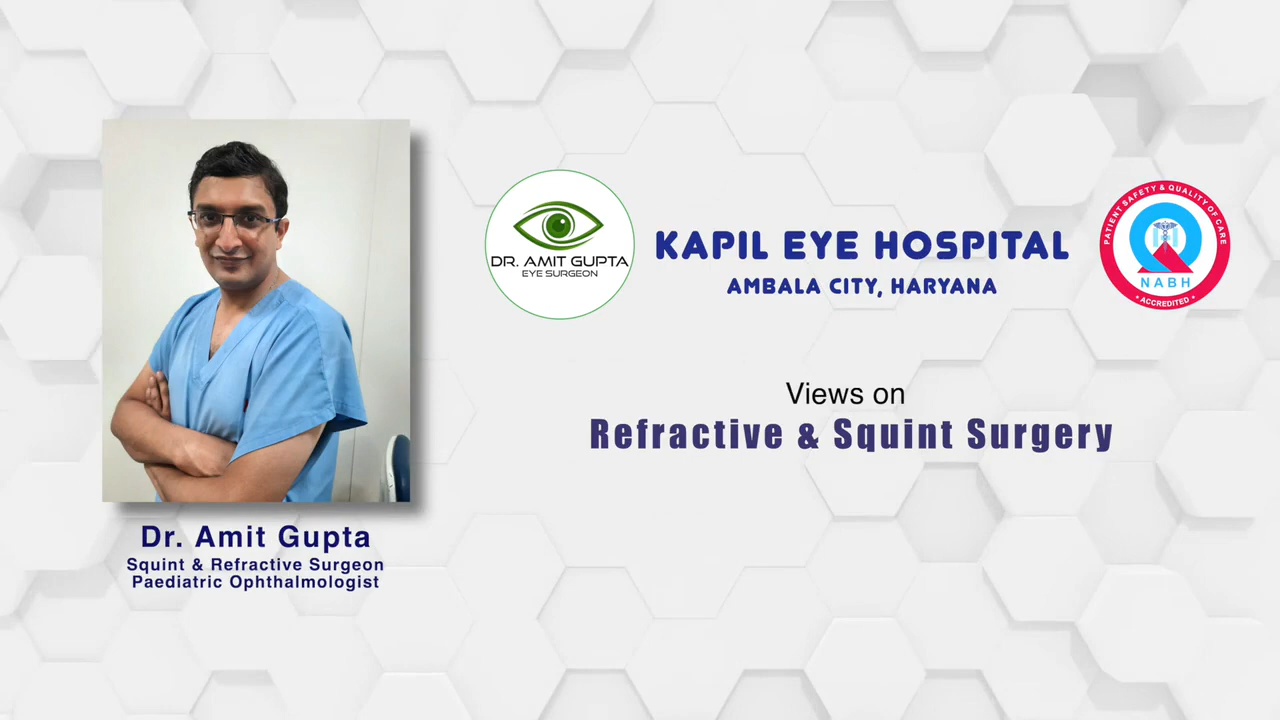 DR. AMIT GUPTA
EYE SURGEON
KAPIL EYE HOSPITAL
AMBALA CITY, HARYANA
PATIENT SAFETY & QUALITY OF CARE
NABH
• ACCREDITED •
Views on
Refractive & Squint Surgery
Dr. Amit Gupta
Squint & Refractive Surgeon
Paediatric Ophthalmologist